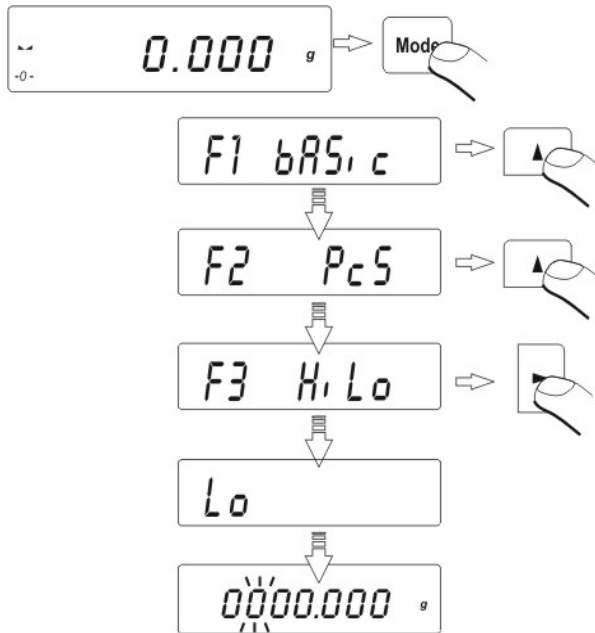 0.000 g
Mode
-0-
F1 bASic
F2 PcS
F3 HiLo
Lo
0000.000 g